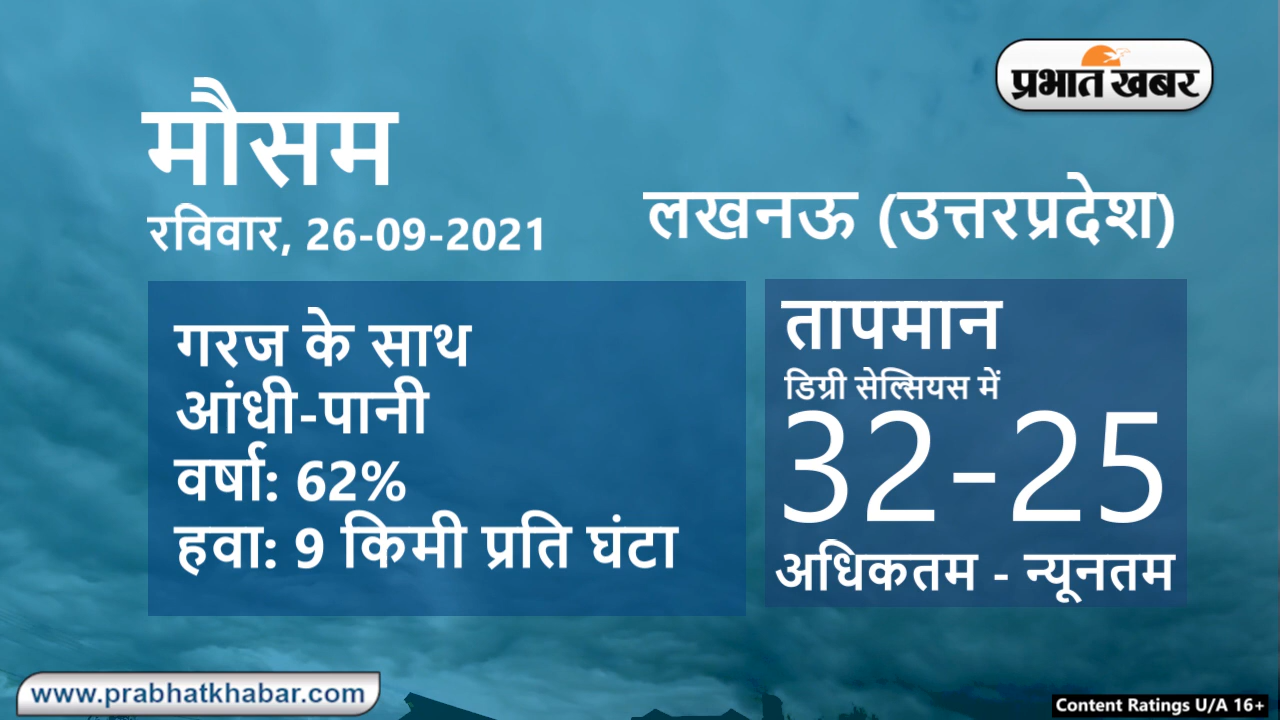 प्रभात खबर
मौसम
रविवार, 26-09-2021
लखनऊ (उत्तरप्रदेश)
गरज के साथ
आंधी-पानी
वर्षा: 62%
हवा: 9 किमी प्रति घंटा
तापमान
डिग्री सेल्सियस में
32-25
अधिकतम - न्यूनतम
www.prabhatkhabar.com
Content Ratings U/A 16+